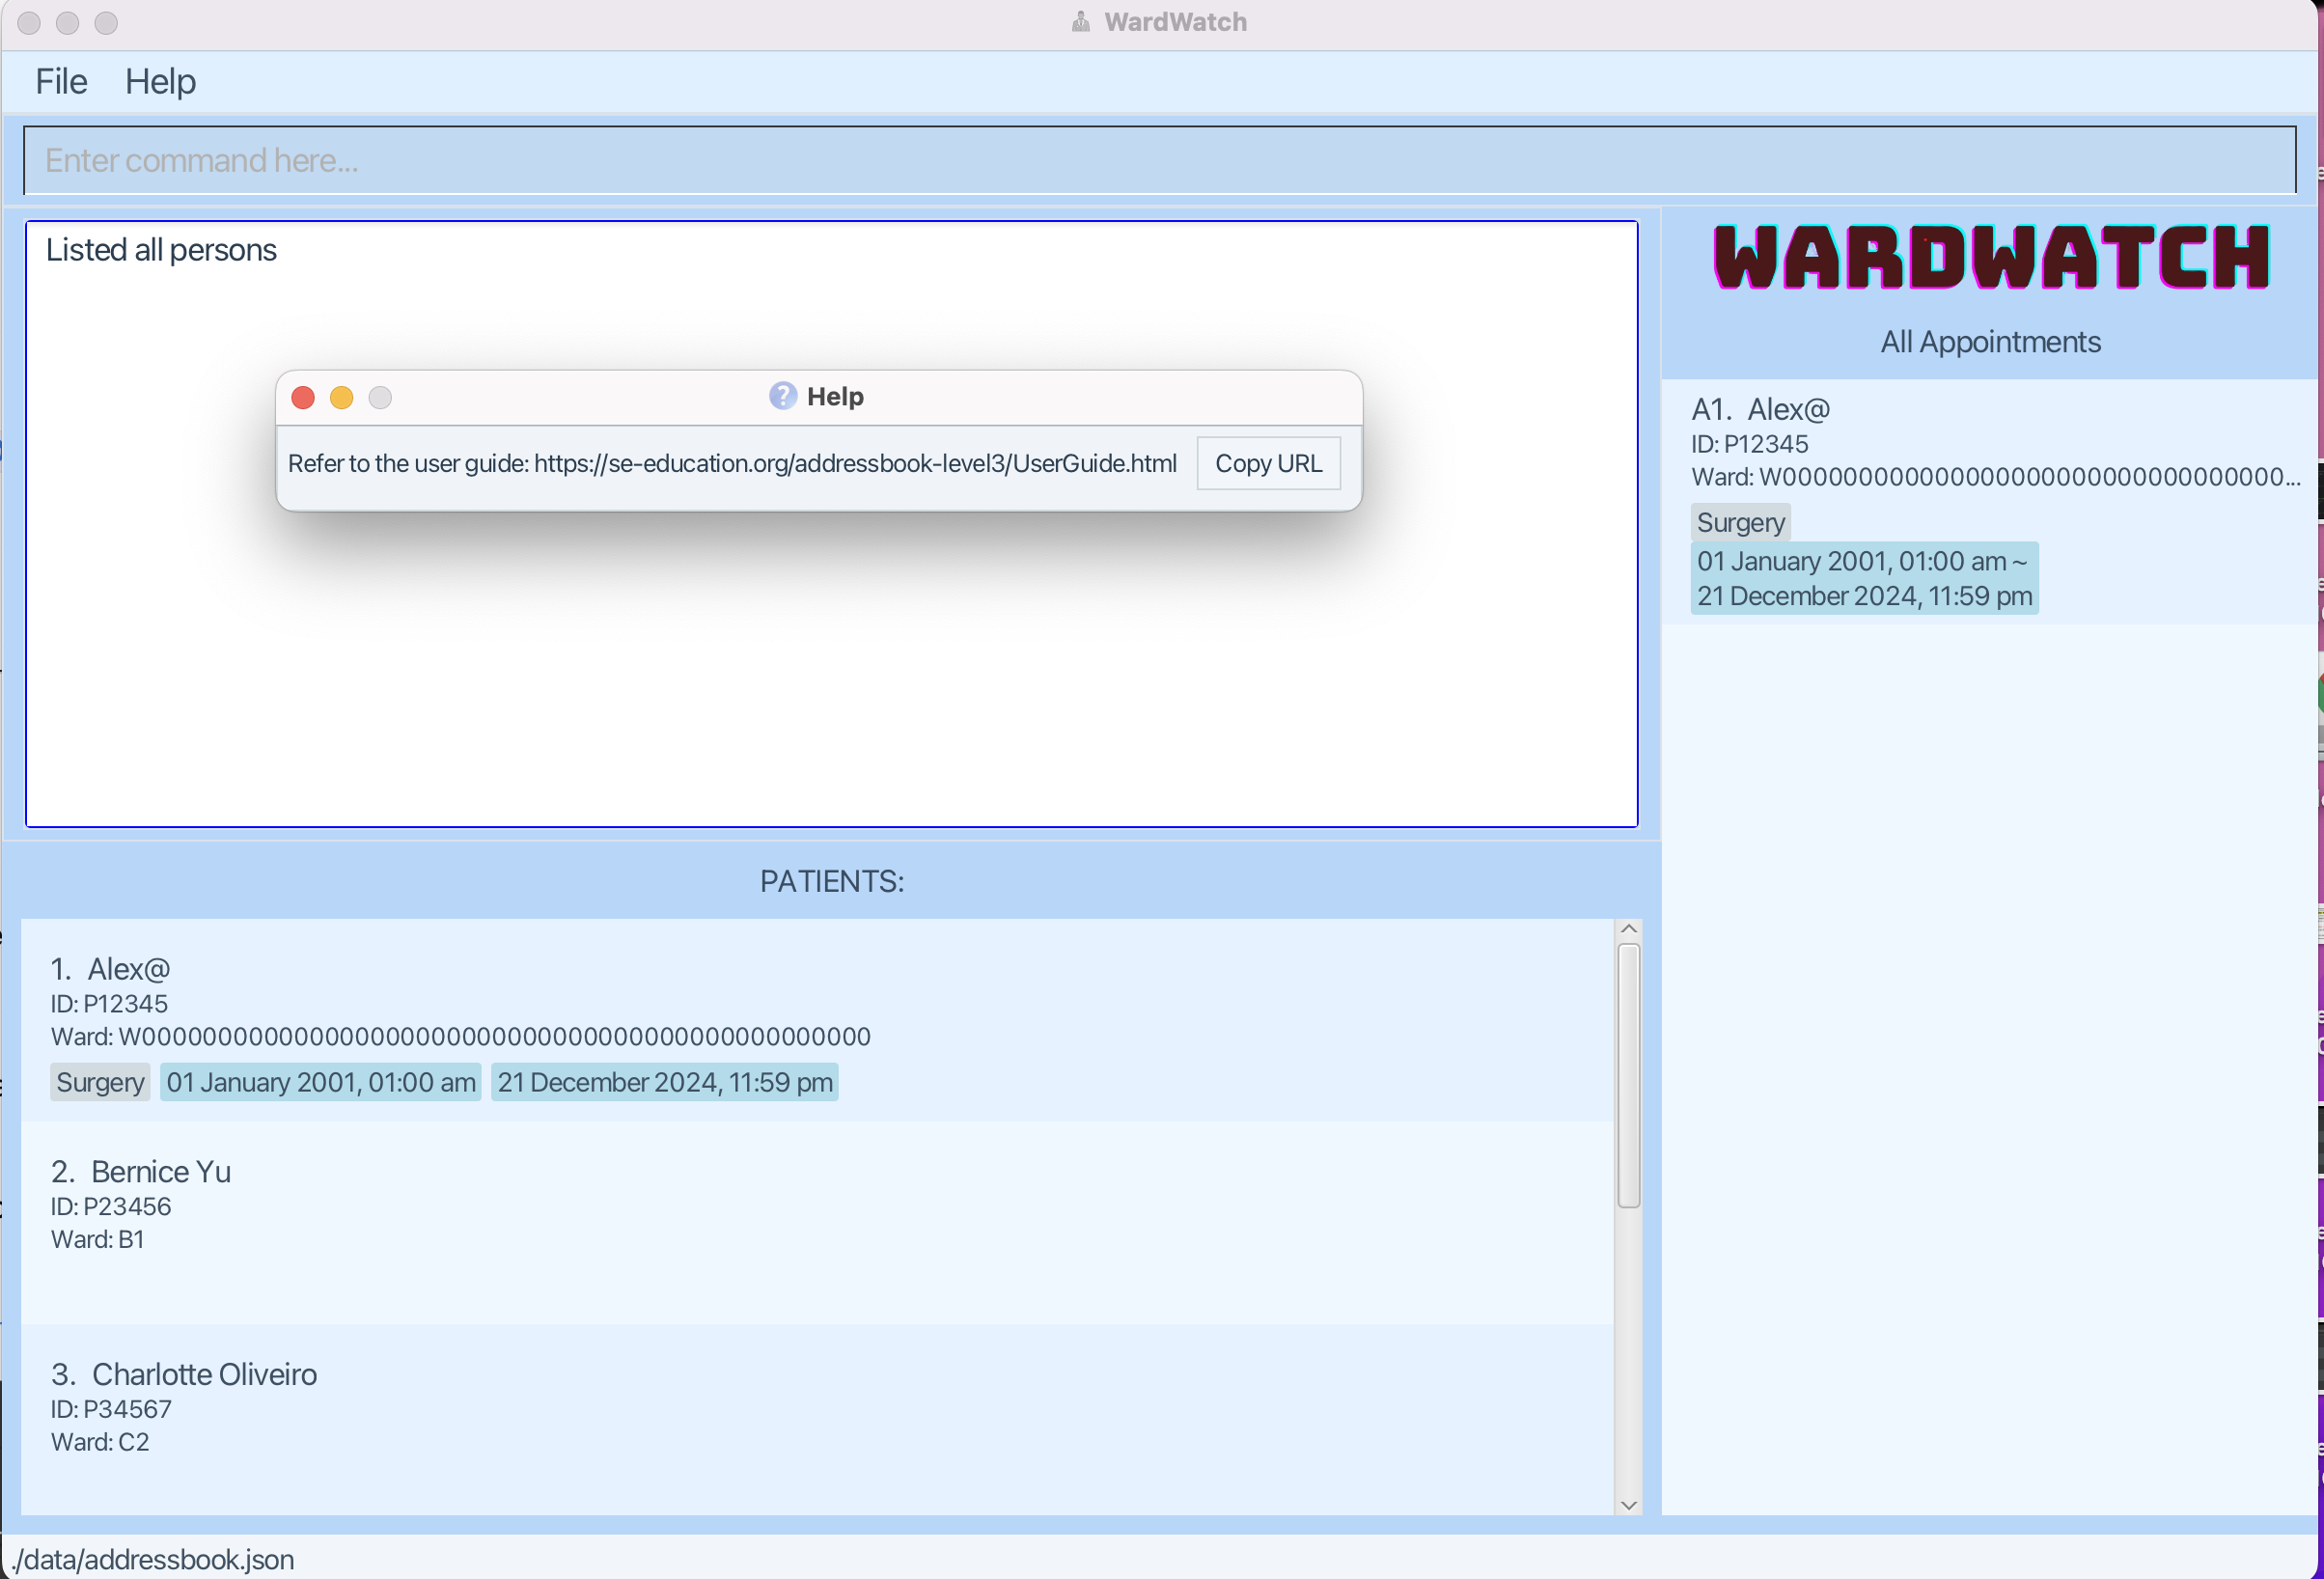 WardWatch
File Help
Enter command here...
Listed all persons
Help
Refer to the user guide: https://se-education.org/addressbook-level3/UserGuide.html Copy URL
WARDWATCH
All Appointments
A1. Alex@
ID: P12345
Ward: W000000000000000000000000000000000...
Surgery
01 January 2001, 01:00 am ~
21 December 2024, 11:59 pm
PATIENTS:
1. Alex@
ID: P12345
Ward: W000000000000000000000000000000000000000000000000
Surgery 01 January 2001, 01:00 am 21 December 2024, 11:59 pm
2. Bernice Yu
ID: P23456
Ward: B1
3. Charlotte Oliveiro
ID: P34567
Ward: C2
./data/addressbook.json